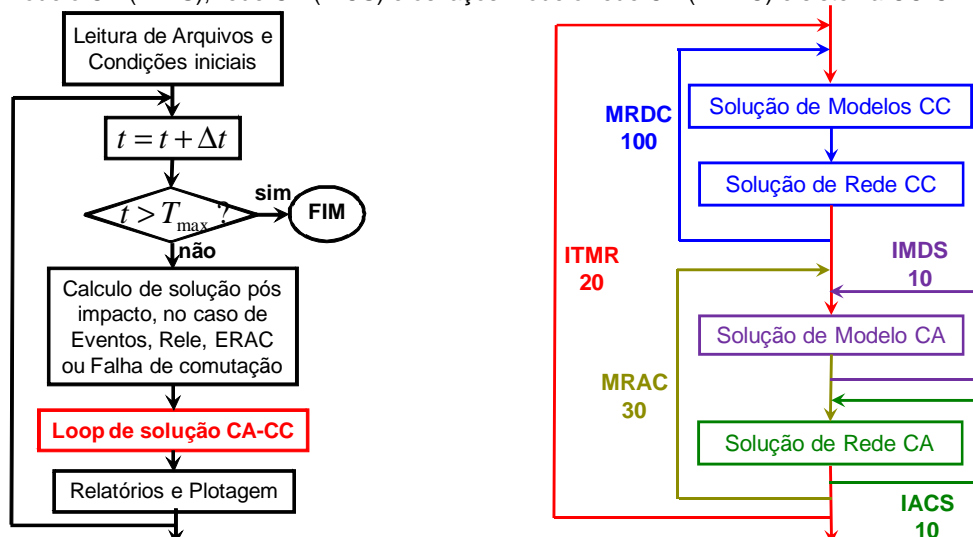 Leitura de Arquivos e
Condições iniciais
t = t + Δt
t > Tmax ?
sim
FIM
não
Calculo de solução pós
impacto, no caso de
Eventos, Rele, ERAC
ou Falha de comutação
Loop de solução CA-CC
Relatórios e Plotagem
MRDC
100
Solução de Modelos CC
Solução de Rede CC
ITMR
20
IMDS
10
Solução de Modelo CA
MRAC
30
Solução de Rede CA
IACS
10